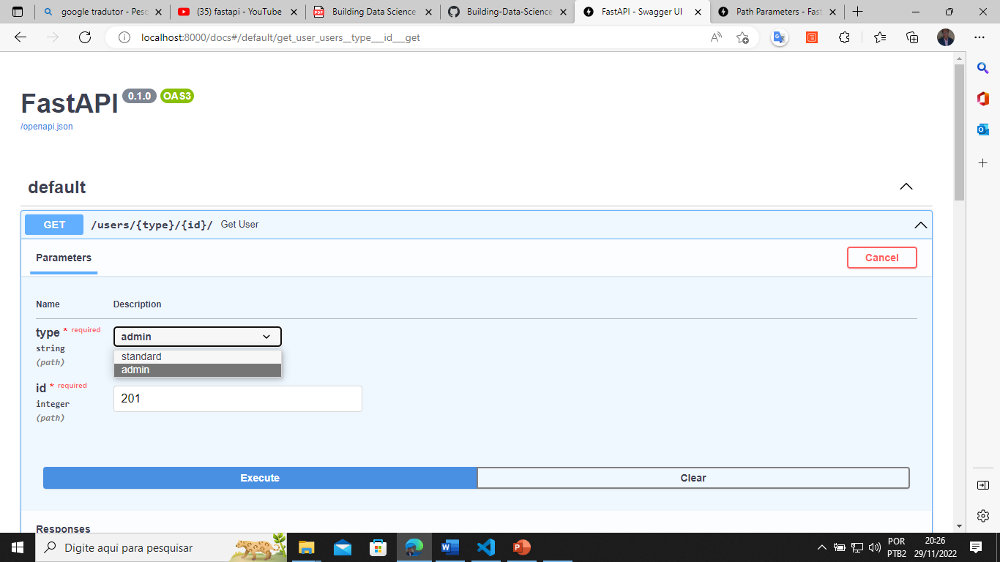 google tradutor - Pesc
(35) fastapi - YouTube
Building Data Science
Building-Data-Science
FastAPI - Swagger UI
Path Parameters - Fast
localhost:8000/docs#/default/get_user_users__type___id___get
FastAPI 0.1.0 OAS3
/openapi.json
default
GET /users/{type}/{id}/ Get User
Parameters Cancel
Name Description
type * required admin
string standard
(path) admin
id * required
integer 201
(path)
Execute Clear
Responses
Digite aqui para pesquisar
POR 20:26
PTB2 29/11/2022